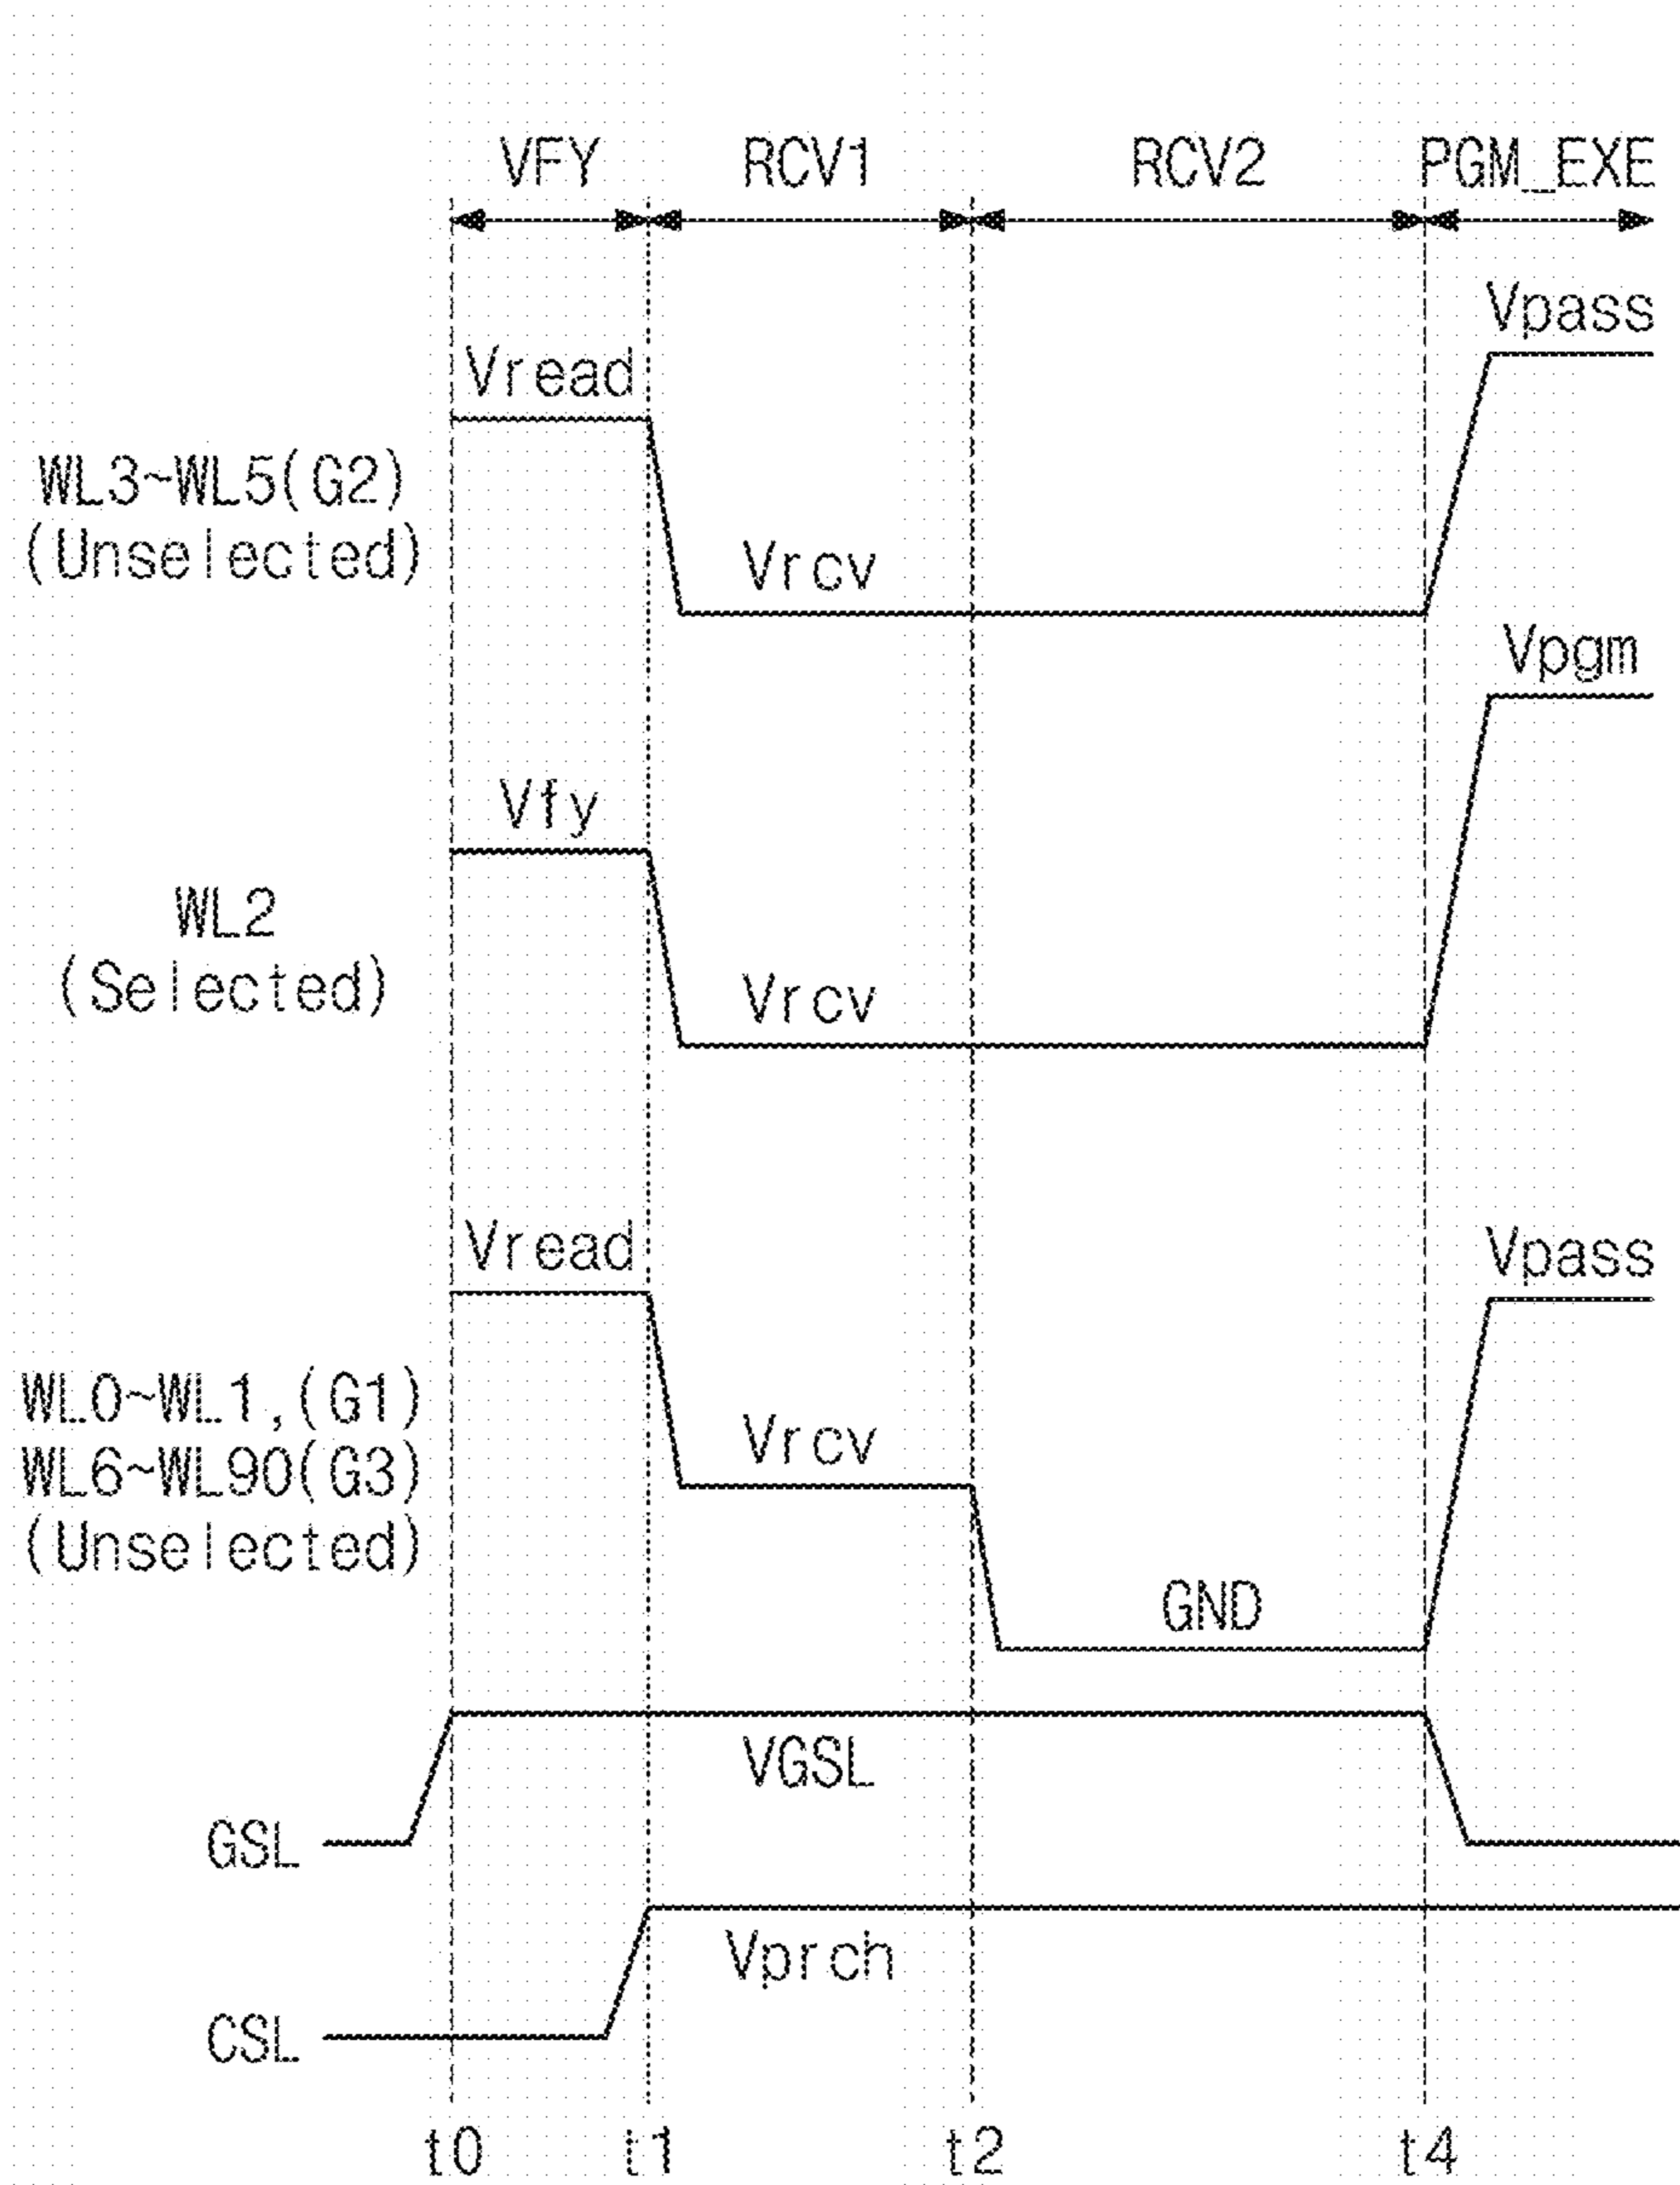 VFY RCV1 RCV2 PGM_EXE
Vpass
Vread
WL3~WL5(G2)
(Unselected)
Vrcv
Vpgm
Vfy
WL2
(Selected)
Vrcv
Vread
Vpass
WL0~WL1,(G1)
Vrcv
WL6~WL90(G3)
(Unselected)
GND
VGSL
GSL
Vprch
CSL
t0 t1 t2 t4